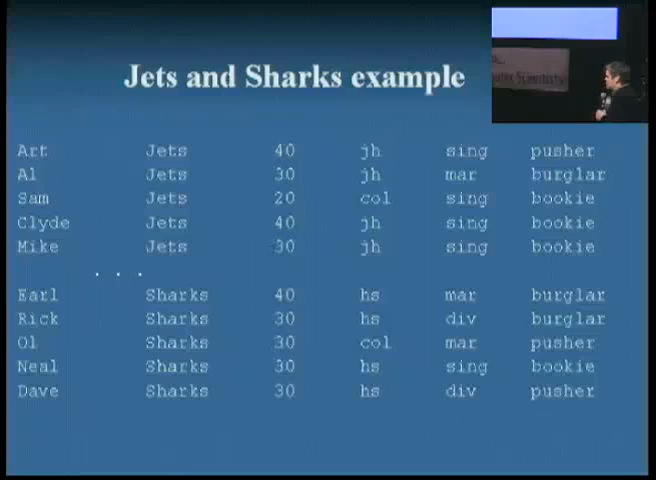 Jets and Sharks example
Art Jets 40 jh sing pusher
Al Jets 30 jh mar burglar
Sam Jets 20 col sing bookie
Clyde Jets 40 jh sing bookie
Mike Jets 30 jh sing bookie
. . .
Earl Sharks 40 hs mar burglar
Rick Sharks 30 hs div burglar
Ol Sharks 30 col mar pusher
Neal Sharks 30 hs sing bookie
Dave Sharks 30 hs div pusher